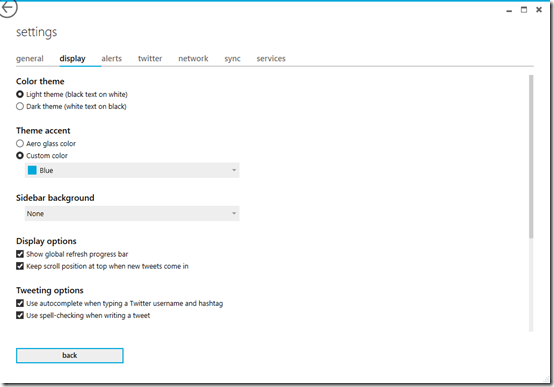 settings
general display alerts twitter network sync services
Color theme
Light theme (black text on white)
Dark theme (white text on black)
Theme accent
Aero glass color
Custom color
Blue
Sidebar background
None
Display options
Show global refresh progress bar
Keep scroll position at top when new tweets come in
Tweeting options
Use autocomplete when typing a Twitter username and hashtag
Use spell-checking when writing a tweet
back